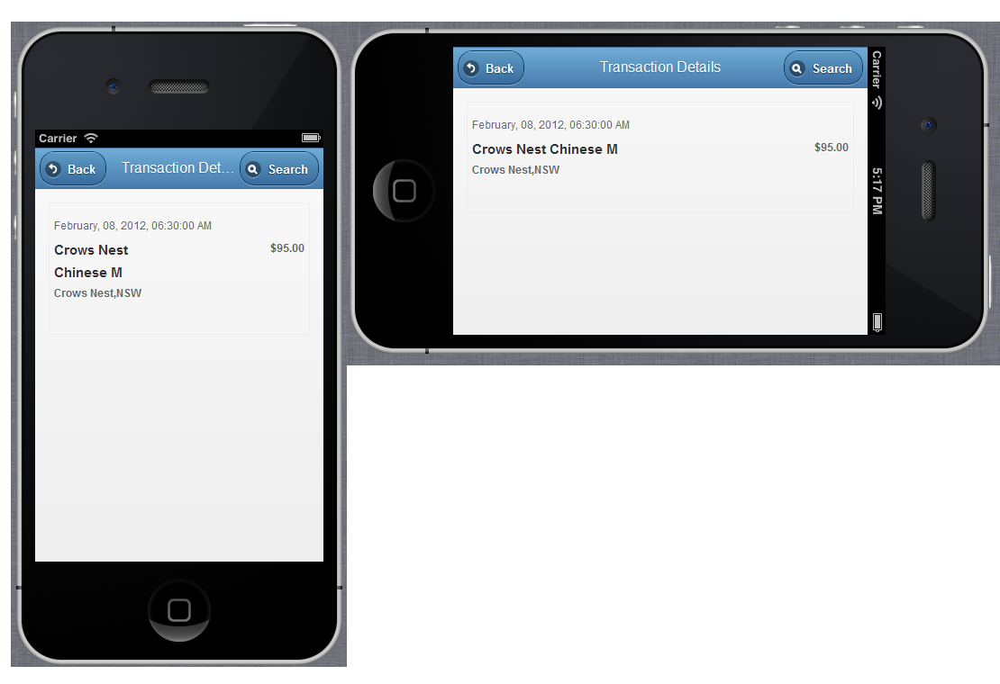 Carrier
Back
Transaction Det...
Search
February, 08, 2012, 06:30:00 AM
Crows Nest
$95.00
Chinese M
Crows Nest,NSW
Back
Transaction Details
Search
Carrier
5:17 PM
February, 08, 2012, 06:30:00 AM
Crows Nest Chinese M
$95.00
Crows Nest,NSW